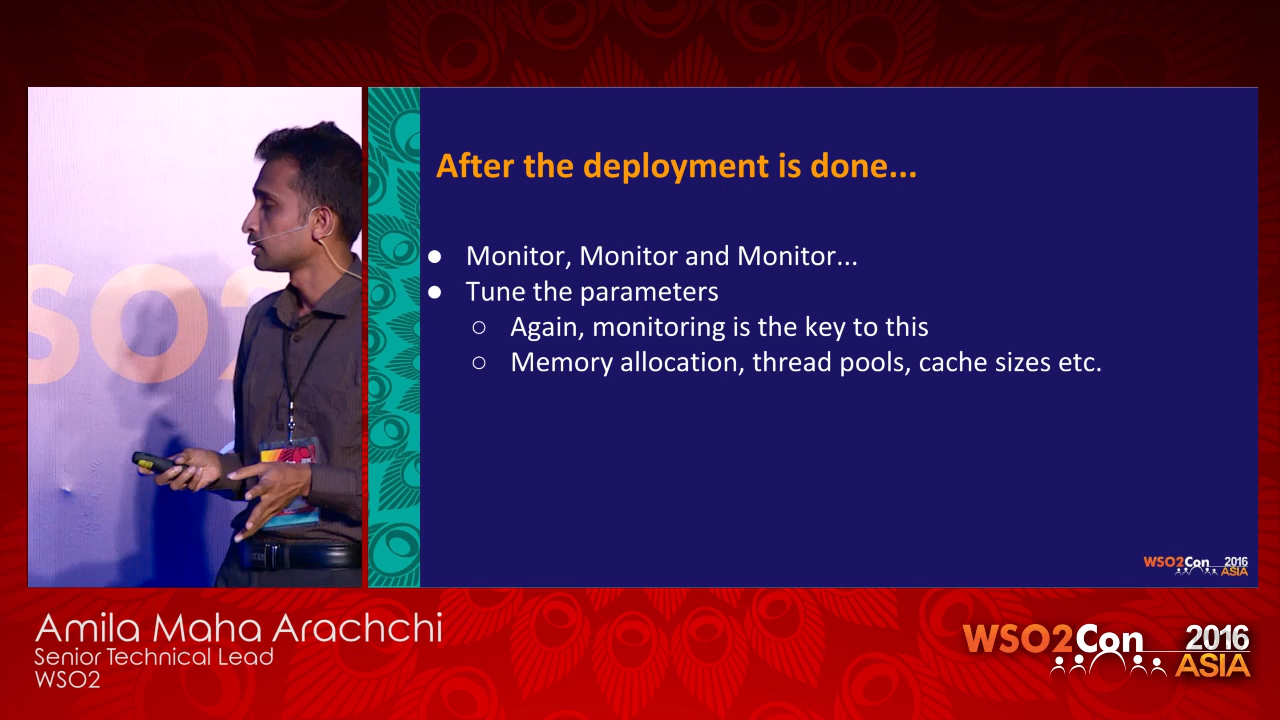 After the deployment is done...
● Monitor, Monitor and Monitor...
● Tune the parameters
○ Again, monitoring is the key to this
○ Memory allocation, thread pools, cache sizes etc.
WSO2Con 2016
ASIA
SO2
Amila Maha Arachchi
Senior Technical Lead
WSO2
WSO2Con 2016
ASIA